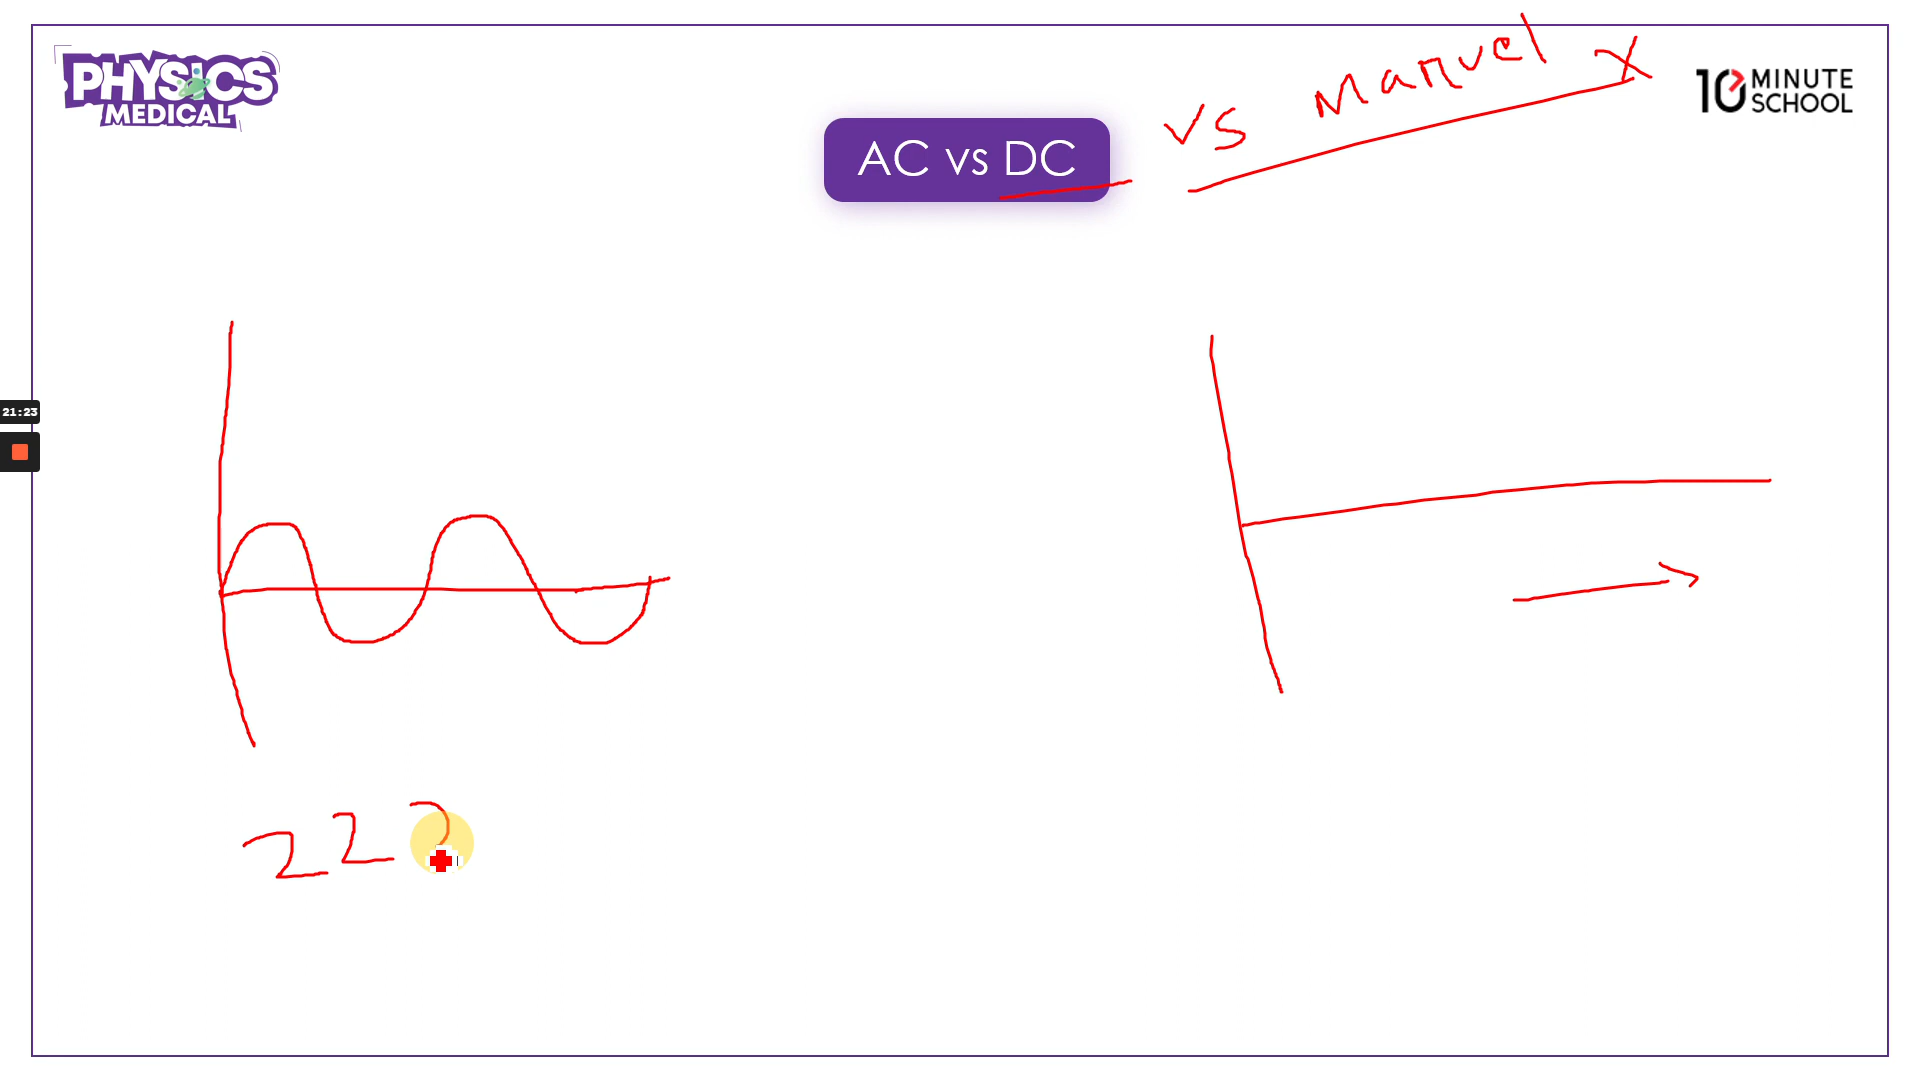 PHYSICS
MEDICAL
AC vs DC
vs Manuel X
10 MINUTE
SCHOOL
21:23
22